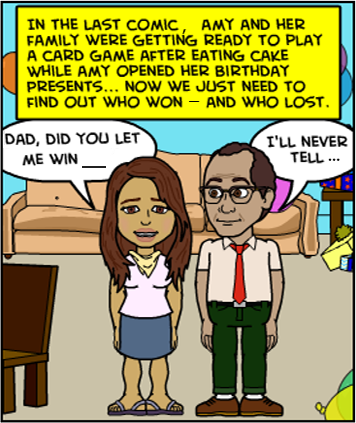 IN THE LAST COMIC, AMY AND HER
FAMILY WERE GETTING READY TO PLAY
A CARD GAME AFTER EATING CAKE
WHILE AMY OPENED HER BIRTHDAY
PRESENTS... NOW WE JUST NEED TO
FIND OUT WHO WON – AND WHO LOST.
DAD, DID YOU LET
ME WIN __
I'LL NEVER
TELL ...